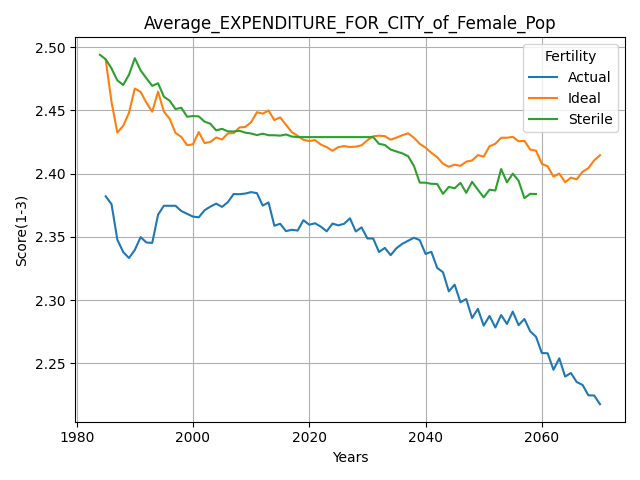 Average_EXPENDITURE_FOR_CITY_of_Female_Pop
Fertility
Actual
Ideal
Sterile
Score(1-3)
2.50
2.45
2.40
2.35
2.30
2.25
1980 2000 2020 2040 2060
Years